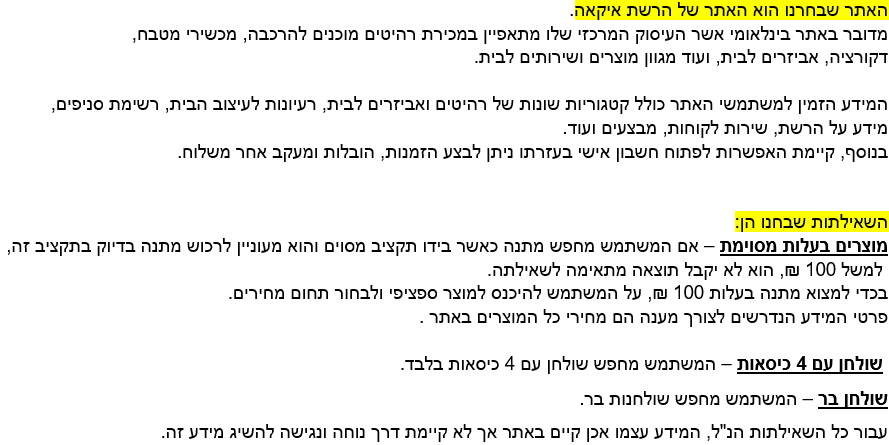 האתר שבחרנו הוא האתר של הרשת איקאה.
מדובר באתר בינלאומי אשר העיסוק המרכזי שלו מתאפיין במכירת רהיטים מוכנים להרכבה, מכשירי מטבח,
דקורציה, אביזרים לבית, ועוד מגוון מוצרים ושירותים לבית.
המידע הזמין למשתמשי האתר כולל קטגוריות שונות של רהיטים ואביזרים לבית, רעיונות לעיצוב הבית, רשימת סניפים,
מידע על הרשת, שירות לקוחות, מבצעים ועוד.
בנוסף, קיימת האפשרות לפתוח חשבון אישי בעזרתו ניתן לבצע הזמנות, הובלות ומעקב אחר משלוח.
השאילתות שבחנו הן:
מוצרים בעלות מסוימת – אם המשתמש מחפש מתנה כאשר בידו תקציב מסוים והוא מעוניין לרכוש מתנה בדיוק בתקציב זה,
למשל 100 ₪, הוא לא יקבל תוצאה מתאימה לשאילתה.
בכדי למצוא מתנה בעלות 100 ₪, על המשתמש להיכנס למוצר ספציפי ולבחור תחום מחירים.
פרטי המידע הנדרשים לצורך מענה הם מחירי כל המוצרים באתר .
שולחן עם 4 כיסאות – המשתמש מחפש שולחן עם 4 כיסאות בלבד.
שולחן בר – המשתמש מחפש שולחנות בר.
עבור כל השאילתות הנ"ל, המידע עצמו אכן קיים באתר אך לא קיימת דרך נוחה ונגישה להשיג מידע זה.